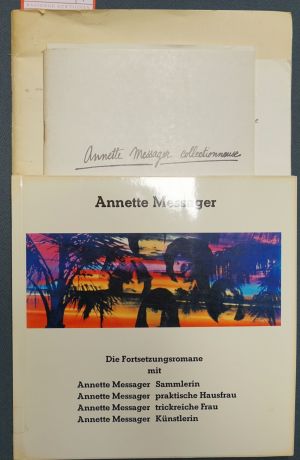 Annette Messager collectionneuse
Annette Messager
Die Fortsetzungsromane
mit
Annette Messager Sammlerin
Annette Messager praktische Hausfrau
Annette Messager trickreiche Frau
Annette Messager Künstlerin